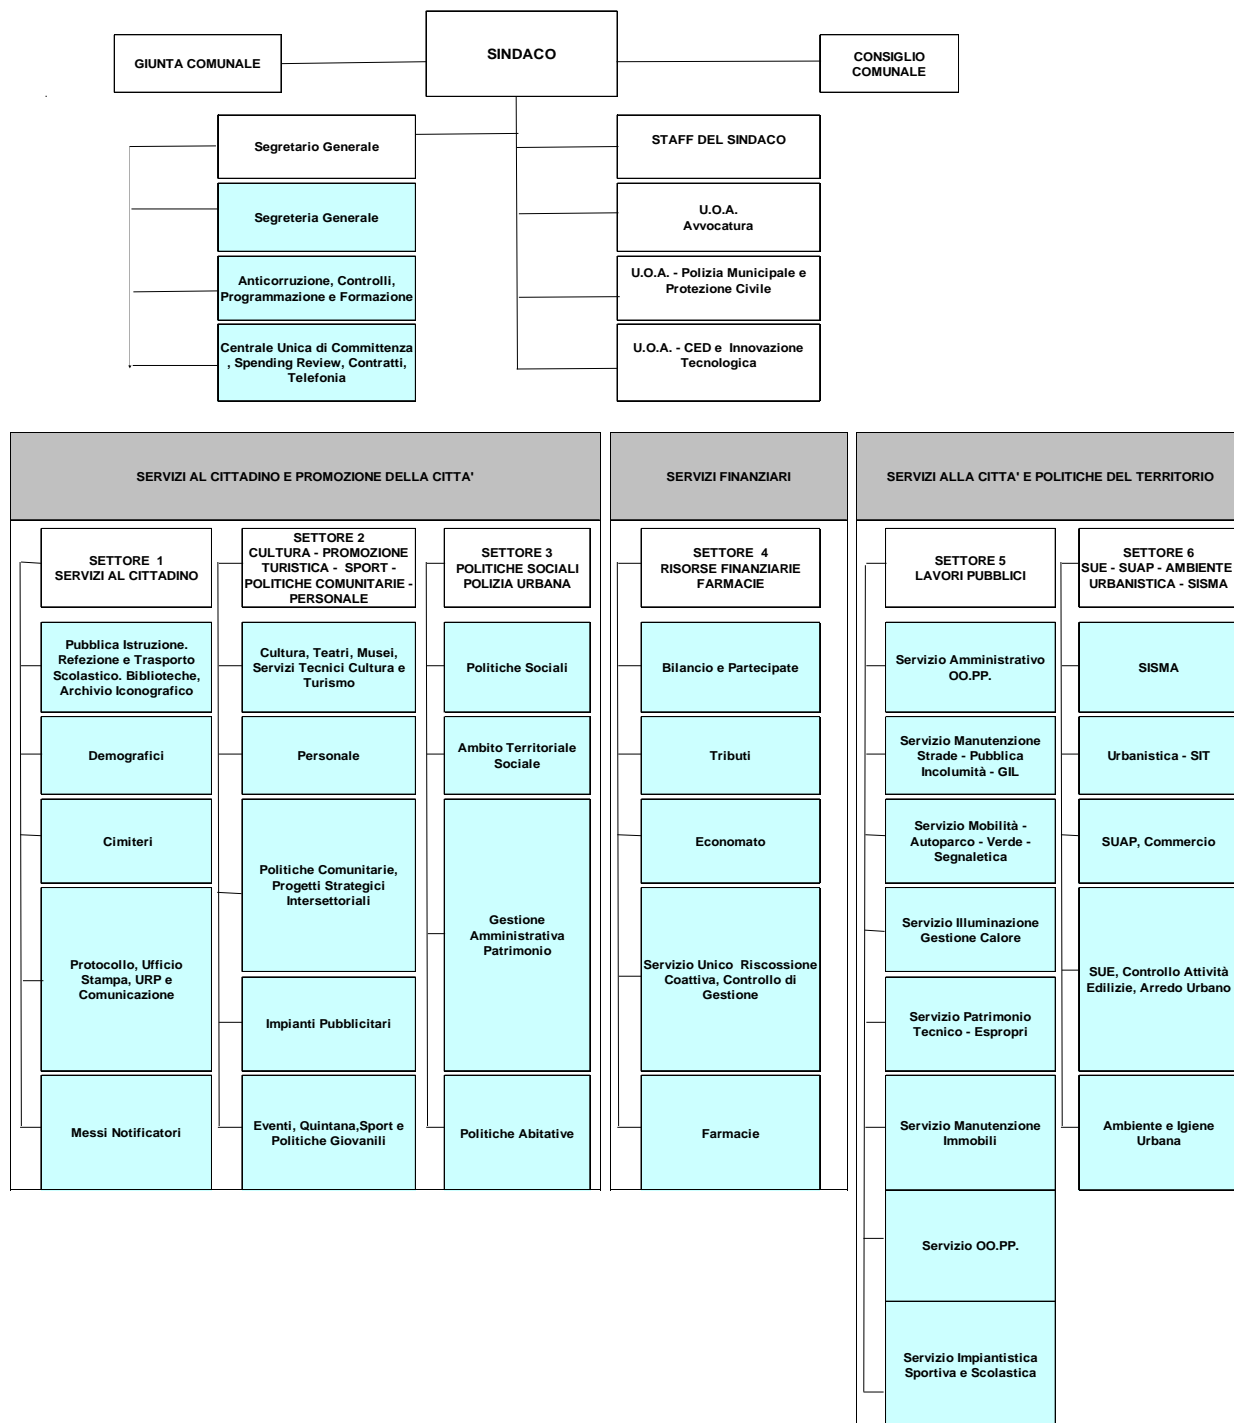 GIUNTA COMUNALE
SINDACO
CONSIGLIO
COMUNALE
Segretario Generale
STAFF DEL SINDACO
Segreteria Generale
U.O.A.
Avvocatura
Anticorruzione, Controlli,
Programmazione e Formazione
U.O.A. - Polizia Municipale e
Protezione Civile
Centrale Unica di Committenza
, Spending Review, Contratti,
Telefonia
U.O.A. - CED e Innovazione
Tecnologica
SERVIZI AL CITTADINO E PROMOZIONE DELLA CITTA'
SERVIZI FINANZIARI
SERVIZI ALLA CITTA' E POLITICHE DEL TERRITORIO
SETTORE 1
SERVIZI AL CITTADINO
SETTORE 2
CULTURA - PROMOZIONE
TURISTICA - SPORT -
POLITICHE COMUNITARIE -
PERSONALE
SETTORE 3
POLITICHE SOCIALI
POLIZIA URBANA
SETTORE 4
RISORSE FINANZIARIE
FARMACIE
SETTORE 5
LAVORI PUBBLICI
SETTORE 6
SUE - SUAP - AMBIENTE
URBANISTICA - SISMA
Pubblica Istruzione.
Refezione e Trasporto
Scolastico. Biblioteche,
Archivio Iconografico
Cultura, Teatri, Musei,
Servizi Tecnici Cultura e
Turismo
Politiche Sociali
Bilancio e Partecipate
Servizio Amministrativo
OO.PP.
SISMA
Demografici
Personale
Ambito Territoriale
Sociale
Tributi
Servizio Manutenzione
Strade - Pubblica
Incolumità - GIL
Urbanistica - SIT
Cimiteri
Politiche Comunitarie,
Progetti Strategici
Intersettoriali
Gestione
Amministrativa
Patrimonio
Economato
Servizio Mobilità -
Autoparco - Verde -
Segnaletica
SUAP, Commercio
Protocollo, Ufficio
Stampa, URP e
Comunicazione
Impianti Pubblicitari
Servizio Unico Riscossione
Coattiva, Controllo di
Gestione
Servizio Illuminazione
Gestione Calore
Servizio Patrimonio
Tecnico - Espropri
SUE, Controllo Attività
Edilizie, Arredo Urbano
Messi Notificatori
Eventi, Quintana,Sport e
Politiche Giovanili
Politiche Abitative
Farmacie
Servizio Manutenzione
Immobili
Ambiente e Igiene
Urbana
Servizio OO.PP.
Servizio Impiantistica
Sportiva e Scolastica